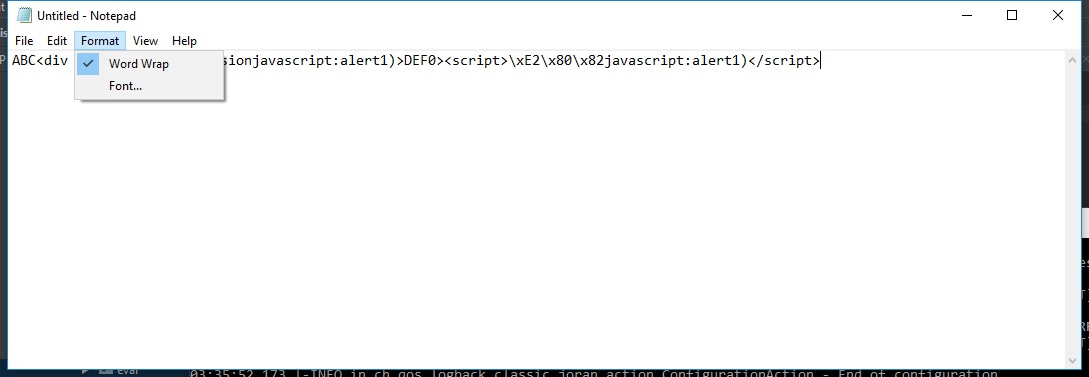 Untitled - Notepad
File Edit Format View Help
ABC<div sionjavascript:alert1)>DEF0><script>\xE2\x80\x82javascript:alert1)</script>
Word Wrap
Font...
eval
03:35:52,173 |-INFO in ch.qos.logback.classic.joran.action.ConfigurationAction - End of configuration